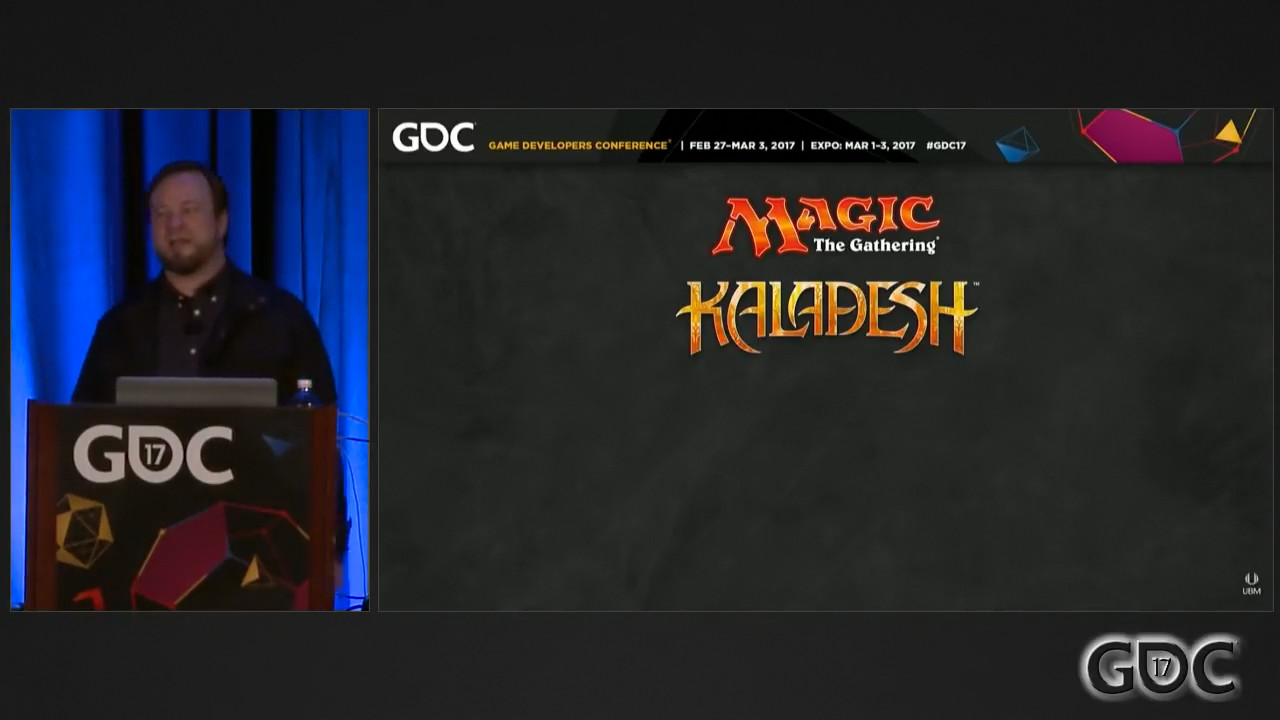 GDC
GAME DEVELOPERS CONFERENCE® | FEB 27–MAR 3, 2017 | EXPO: MAR 1–3, 2017 #GDC17
MAGIC
The Gathering®
KALADESH™
GDC
17
UBM
GDC
17